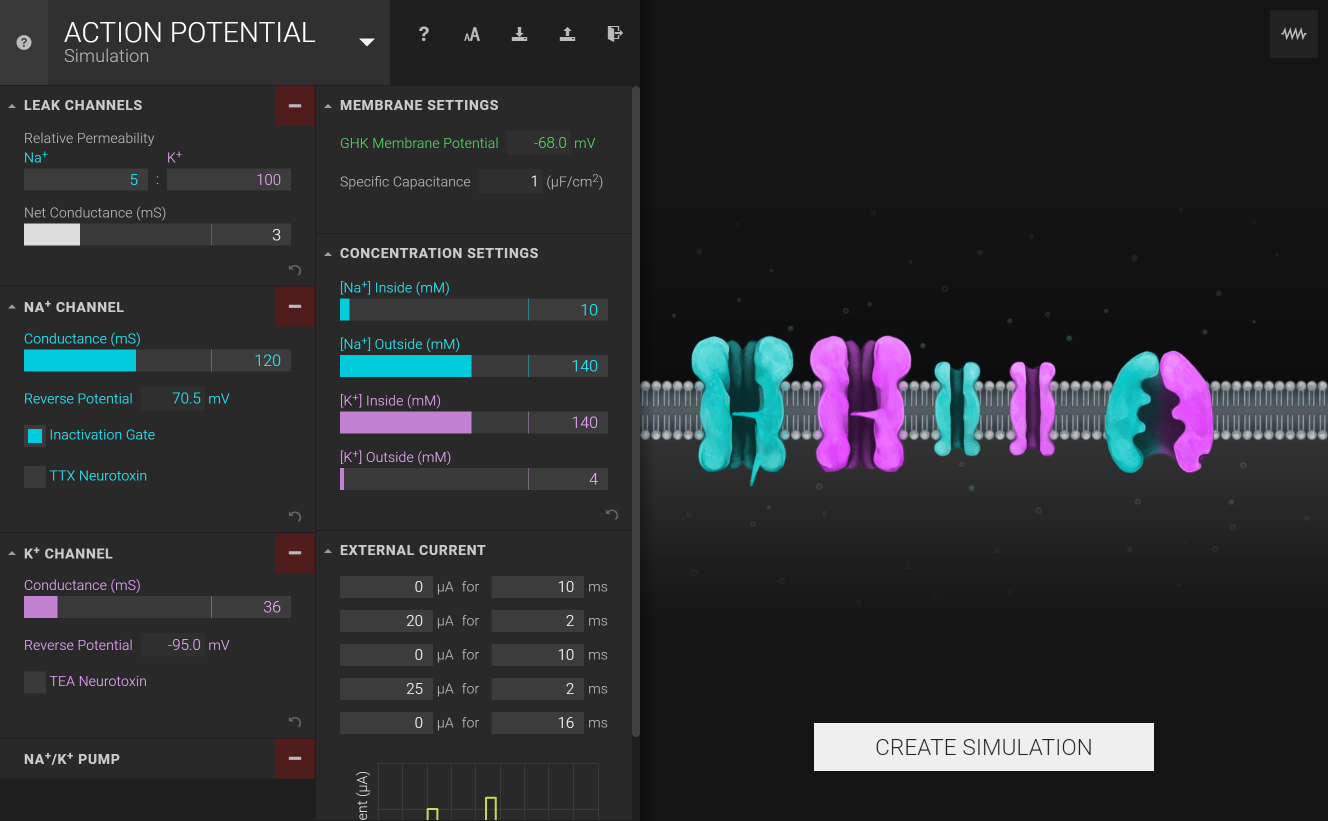 ACTION POTENTIAL
Simulation
? AA
LEAK CHANNELS
Relative Permeability
Na⁺ K⁺
5 : 100
Net Conductance (mS)
3
NA⁺ CHANNEL
Conductance (mS)
120
Reverse Potential 70.5 mV
Inactivation Gate
TTX Neurotoxin
K⁺ CHANNEL
Conductance (mS)
36
Reverse Potential -95.0 mV
TEA Neurotoxin
NA⁺/K⁺ PUMP
MEMBRANE SETTINGS
GHK Membrane Potential -68.0 mV
Specific Capacitance 1 (µF/cm²)
CONCENTRATION SETTINGS
[Na⁺] Inside (mM)
10
[Na⁺] Outside (mM)
140
[K⁺] Inside (mM)
140
[K⁺] Outside (mM)
4
EXTERNAL CURRENT
0 µA for 10 ms
20 µA for 2 ms
0 µA for 10 ms
25 µA for 2 ms
0 µA for 16 ms
ent (µA)
CREATE SIMULATION